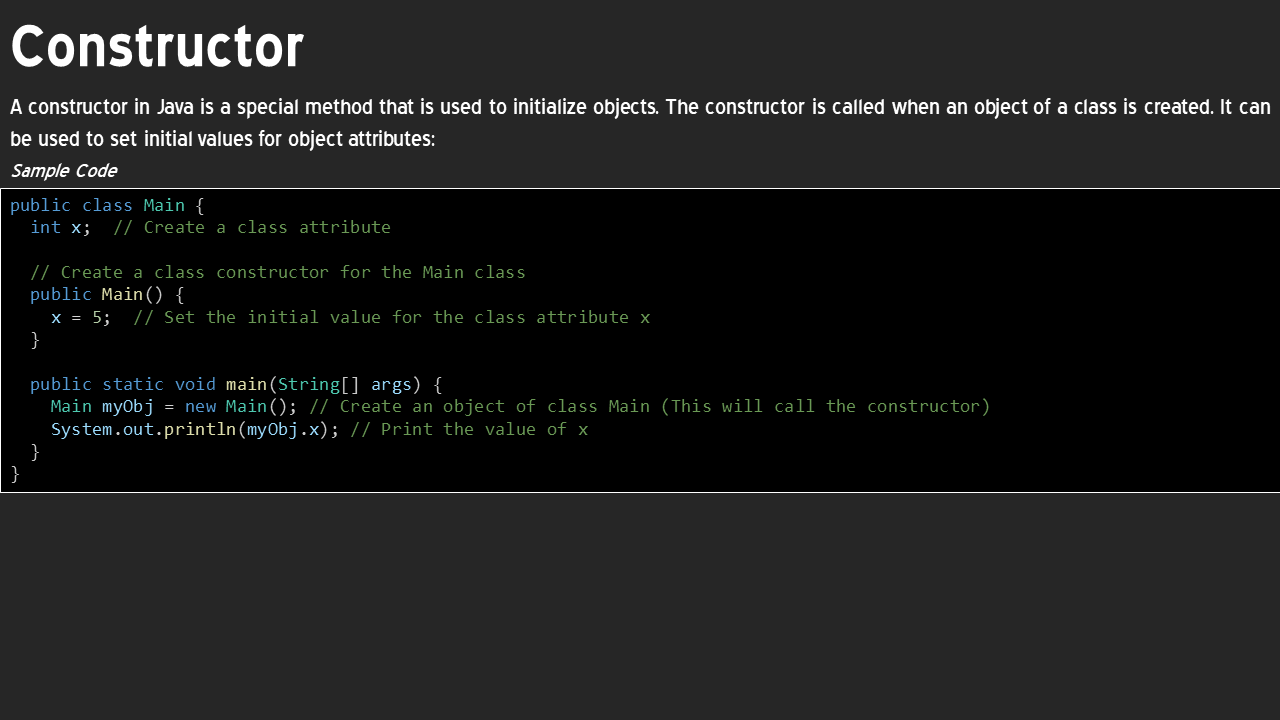 Constructor
A constructor in Java is a special method that is used to initialize objects. The constructor is called when an object of a class is created. It can
be used to set initial values for object attributes:
Sample Code
public class Main {
  int x;  // Create a class attribute

  // Create a class constructor for the Main class
  public Main() {
    x = 5;  // Set the initial value for the class attribute x
  }

  public static void main(String[] args) {
    Main myObj = new Main(); // Create an object of class Main (This will call the constructor)
    System.out.println(myObj.x); // Print the value of x
  }
}